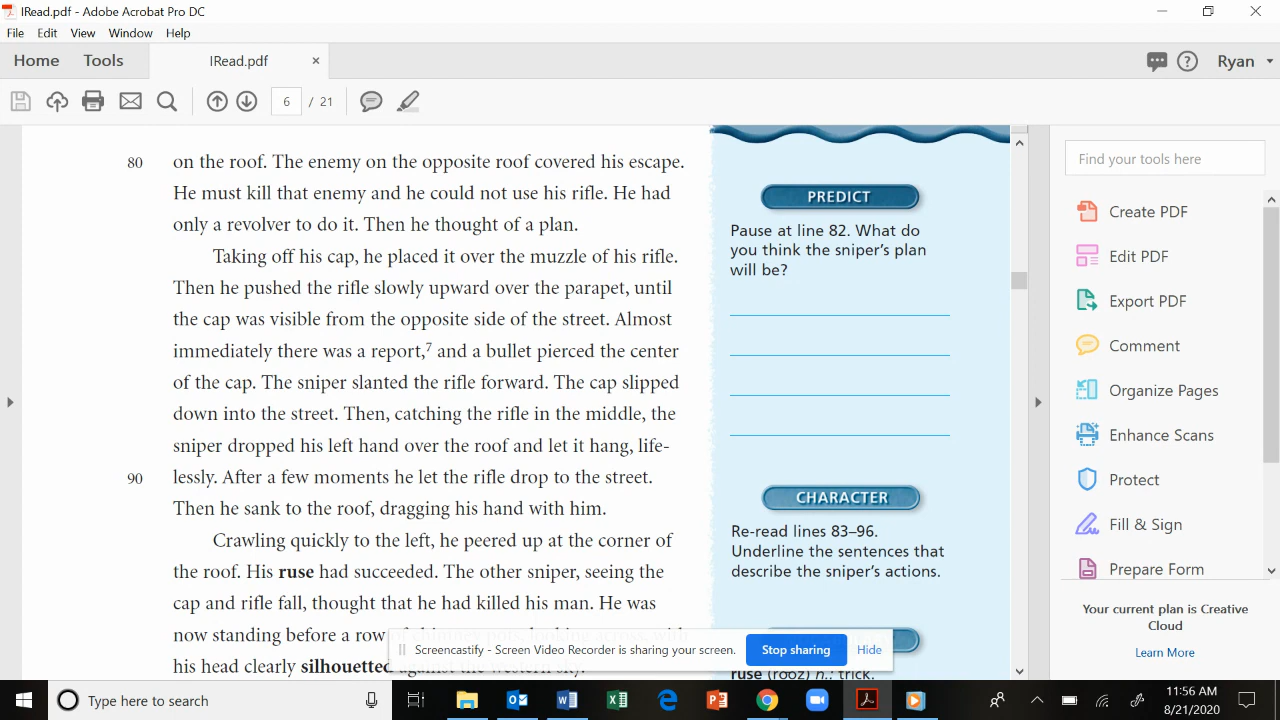 IRead.pdf - Adobe Acrobat Pro DC
File Edit View Window Help
Home Tools IRead.pdf × Ryan
6 / 21
80 on the roof. The enemy on the opposite roof covered his escape.
He must kill that enemy and he could not use his rifle. He had
only a revolver to do it. Then he thought of a plan.
Taking off his cap, he placed it over the muzzle of his rifle.
Then he pushed the rifle slowly upward over the parapet, until
the cap was visible from the opposite side of the street. Almost
immediately there was a report,⁷ and a bullet pierced the center
of the cap. The sniper slanted the rifle forward. The cap slipped
down into the street. Then, catching the rifle in the middle, the
sniper dropped his left hand over the roof and let it hang, life-
90 lessly. After a few moments he let the rifle drop to the street.
Then he sank to the roof, dragging his hand with him.
Crawling quickly to the left, he peered up at the corner of
the roof. His ruse had succeeded. The other sniper, seeing the
cap and rifle fall, thought that he had killed his man. He was
now standing before a row of chimney pots, looking across, with
his head clearly silhouetted against the western sky.
PREDICT
Pause at line 82. What do
you think the sniper's plan
will be?
CHARACTER
Re-read lines 83–96.
Underline the sentences that
describe the sniper's actions.
ruse (rōōz) n.: trick.
Find your tools here
Create PDF
Edit PDF
Export PDF
Comment
Organize Pages
Enhance Scans
Protect
Fill & Sign
Prepare Form
Your current plan is Creative
Cloud
Learn More
Screencastify - Screen Video Recorder is sharing your screen. Stop sharing Hide
Type here to search
11:56 AM
8/21/2020